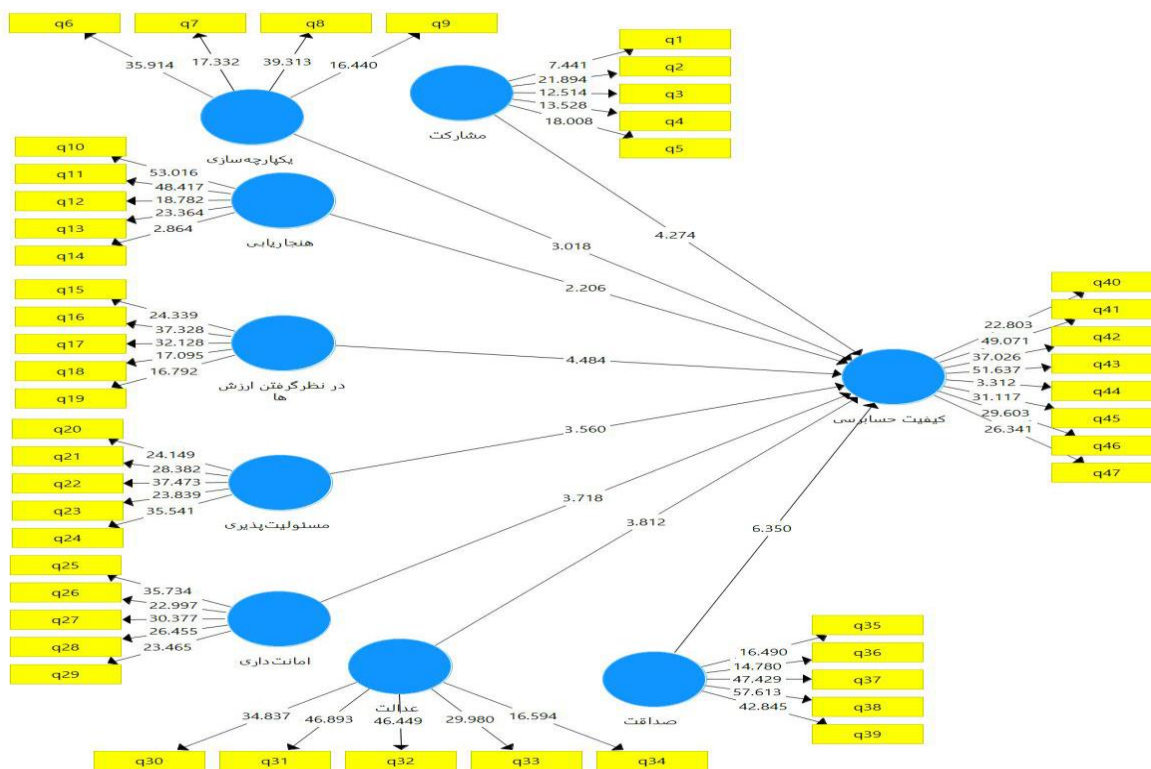 q6
q7
q8
q9
35.914
17.332
39.313
16.440
یکپارچه‌سازی
q1
q2
q3
q4
q5
7.441
21.894
12.514
13.528
18.008
مشارکت
q10
q11
q12
q13
q14
53.016
48.417
18.782
23.364
2.864
هنجاریابی
4.274
3.018
2.206
q15
q16
q17
q18
q19
24.339
37.328
32.128
17.095
16.792
در نظرگرفتن ارزش
ها
4.484
q40
q41
q42
q43
q44
q45
q46
q47
22.803
49.071
37.026
51.637
3.312
31.117
29.603
26.341
کیفیت حسابرسی
q20
q21
q22
q23
q24
24.149
28.382
37.473
23.839
35.541
مسئولیت‌پذیری
3.560
q25
q26
q27
q28
q29
35.734
22.997
30.377
26.455
23.465
امانت‌داری
3.718
3.812
6.350
عدالت
34.837
46.893
46.449
29.980
16.594
q30
q31
q32
q33
q34
صداقت
16.490
14.780
47.429
57.613
42.845
q35
q36
q37
q38
q39